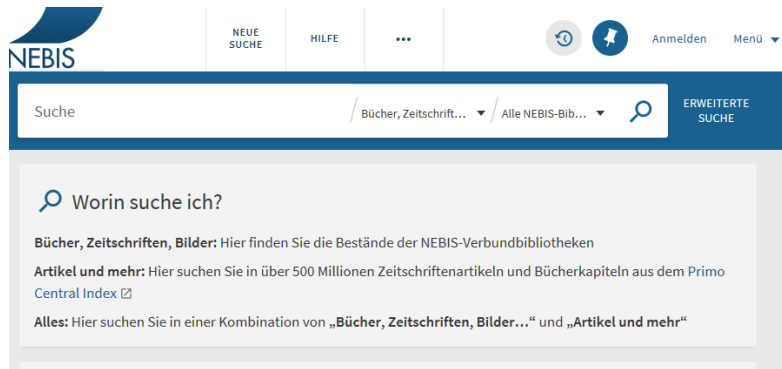 NEBIS
NEUE
SUCHE
HILFE
•••
Anmelden
Menü
Suche
Bücher, Zeitschrift...
Alle NEBIS-Bib...
ERWEITERTE
SUCHE
Worin suche ich?
Bücher, Zeitschriften, Bilder: Hier finden Sie die Bestände der NEBIS-Verbundbibliotheken
Artikel und mehr: Hier suchen Sie in über 500 Millionen Zeitschriftenartikeln und Bücherkapiteln aus dem Primo
Central Index
Alles: Hier suchen Sie in einer Kombination von „Bücher, Zeitschriften, Bilder...“ und „Artikel und mehr“